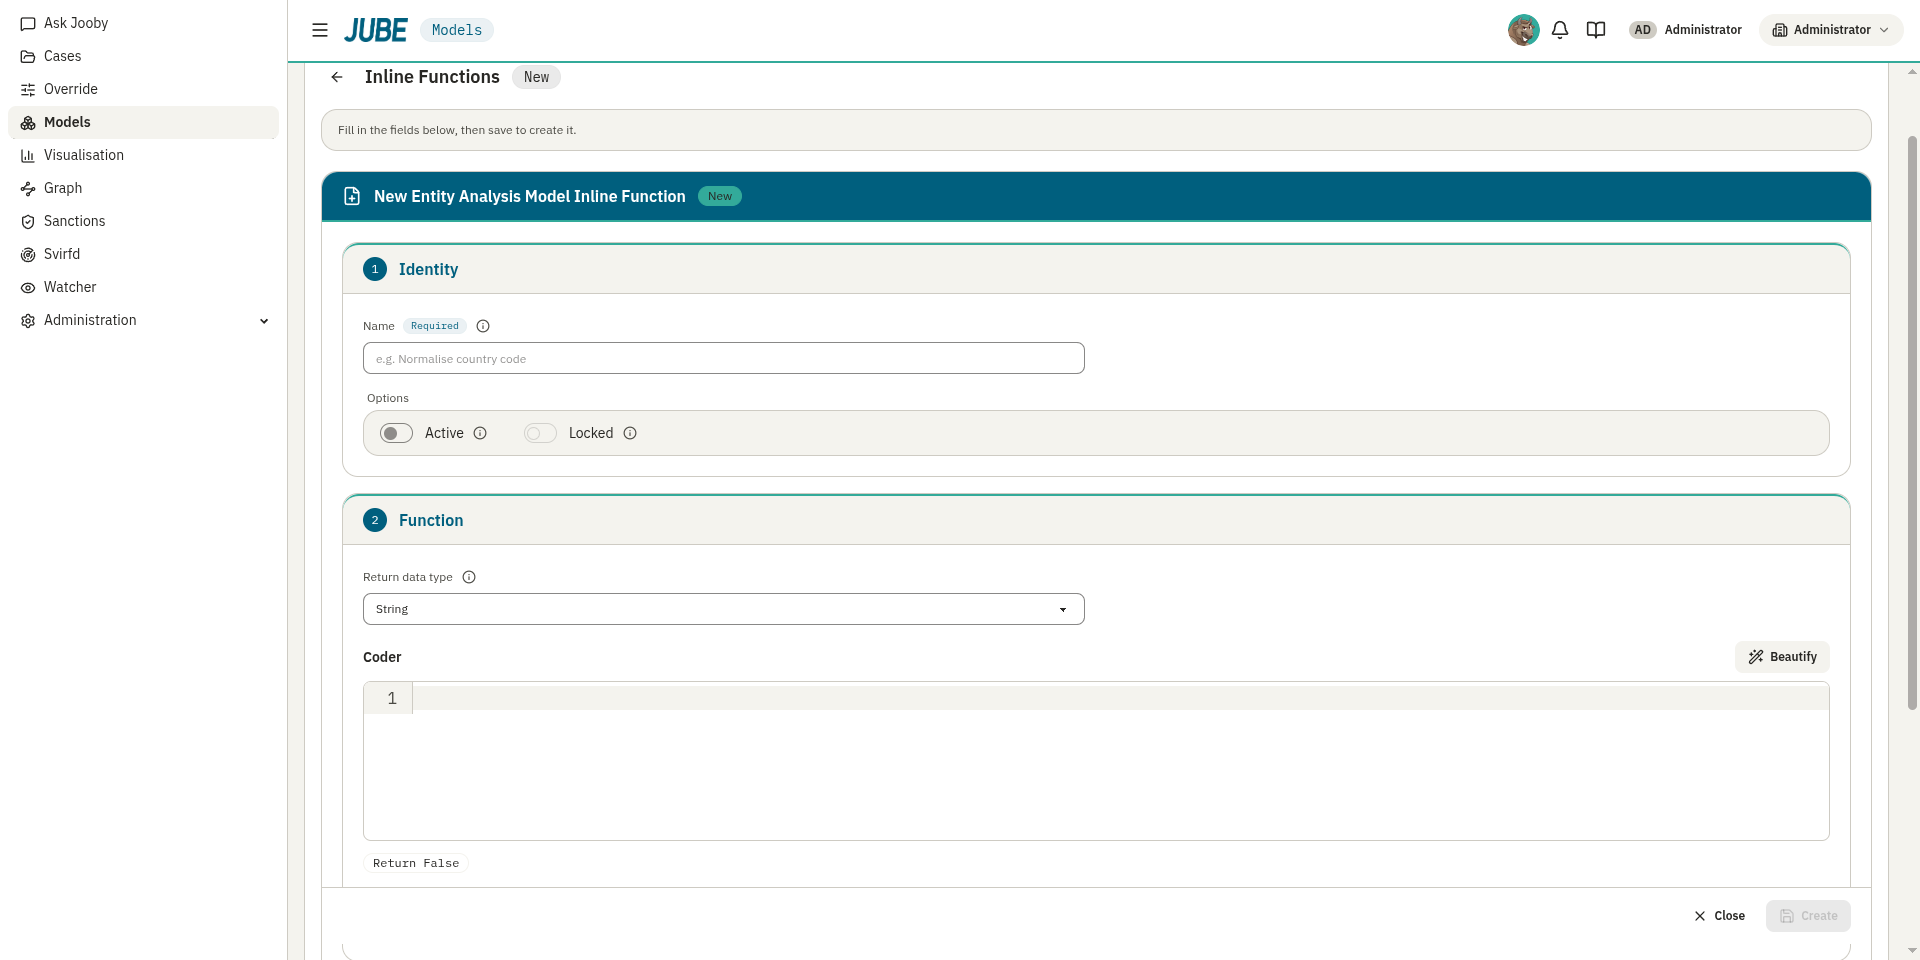 Ask Jooby
Cases
Override
Models
Visualisation
Graph
Sanctions
Svirfd
Watcher
Administration
JUBE
Models
AD
Administrator
Administrator
Inline Functions
New
Fill in the fields below, then save to create it.
New Entity Analysis Model Inline Function
New
1
Identity
Name
Required
e.g. Normalise country code
Options
Active
Locked
2
Function
Return data type
String
Coder
Beautify
1
Return False
Close
Create